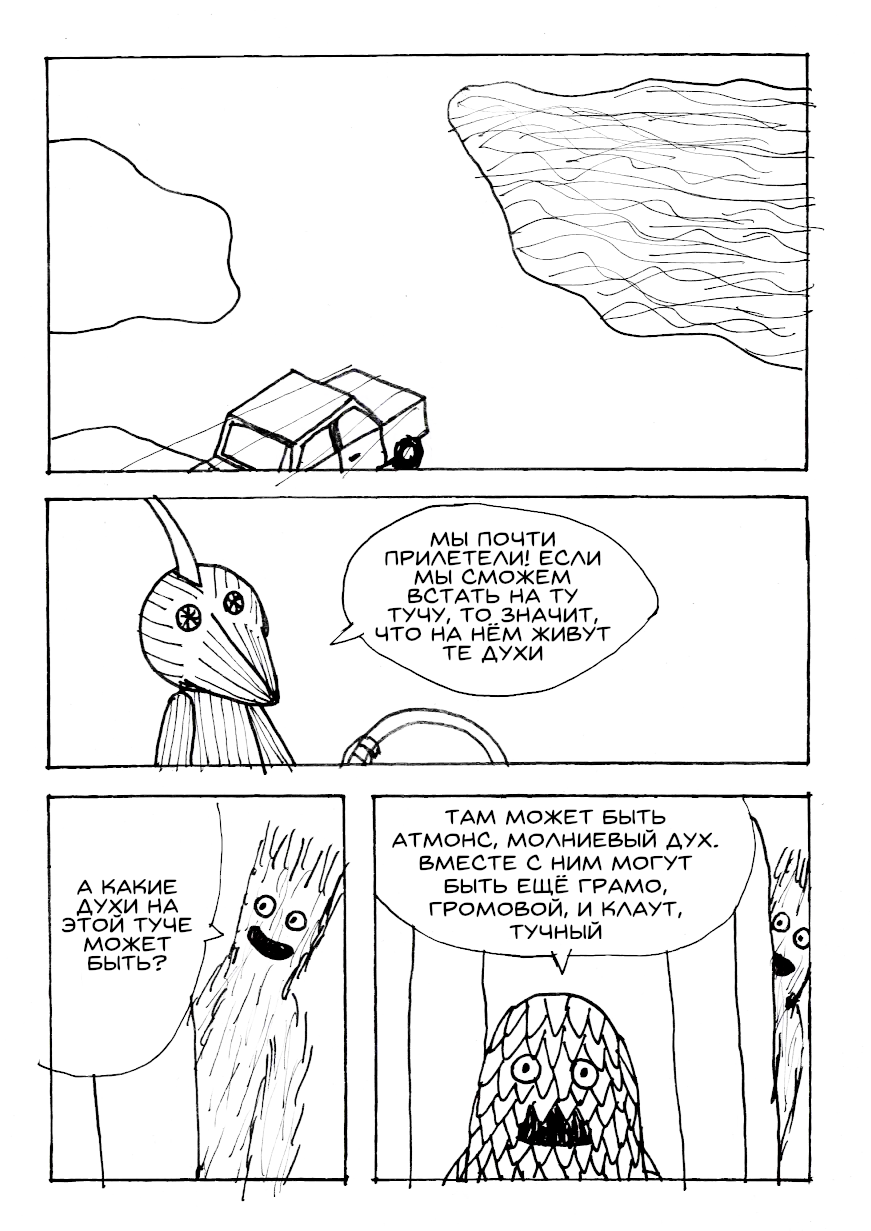 МЫ ПОЧТИ
ПРИЛЕТЕЛИ! ЕСЛИ
МЫ СМОЖЕМ
ВСТАТЬ НА ТУ
ТУЧУ, ТО ЗНАЧИТ,
ЧТО НА НЁМ ЖИВУТ
ТЕ ДУХИ
А КАКИЕ
ДУХИ НА
ЭТОЙ ТУЧЕ
МОЖЕТ
БЫТЬ?
ТАМ МОЖЕТ БЫТЬ
АТМОНС, МОЛНИЕВЫЙ ДУХ.
ВМЕСТЕ С НИМ МОГУТ
БЫТЬ ЕЩЁ ГРАМО,
ГРОМОВОЙ, И КЛАУТ,
ТУЧНЫЙ